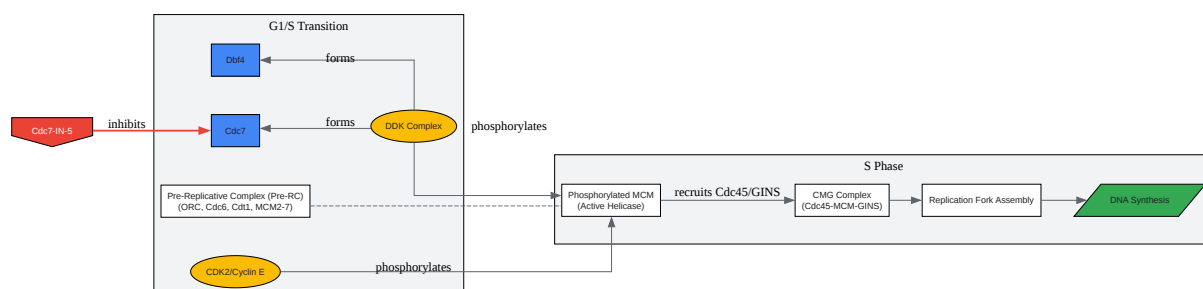 G1/S Transition
Dbf4
forms
Cdc7-IN-5
inhibits
Cdc7
forms
DDK Complex
phosphorylates
S Phase
Pre-Replicative Complex (Pre-RC)
(ORC, Cdc6, Cdt1, MCM2-7)
Phosphorylated MCM
(Active Helicase)
recruits Cdc45/GINS
CMG Complex
(Cdc45-MCM-GINS)
Replication Fork Assembly
DNA Synthesis
CDK2/Cyclin E
phosphorylates